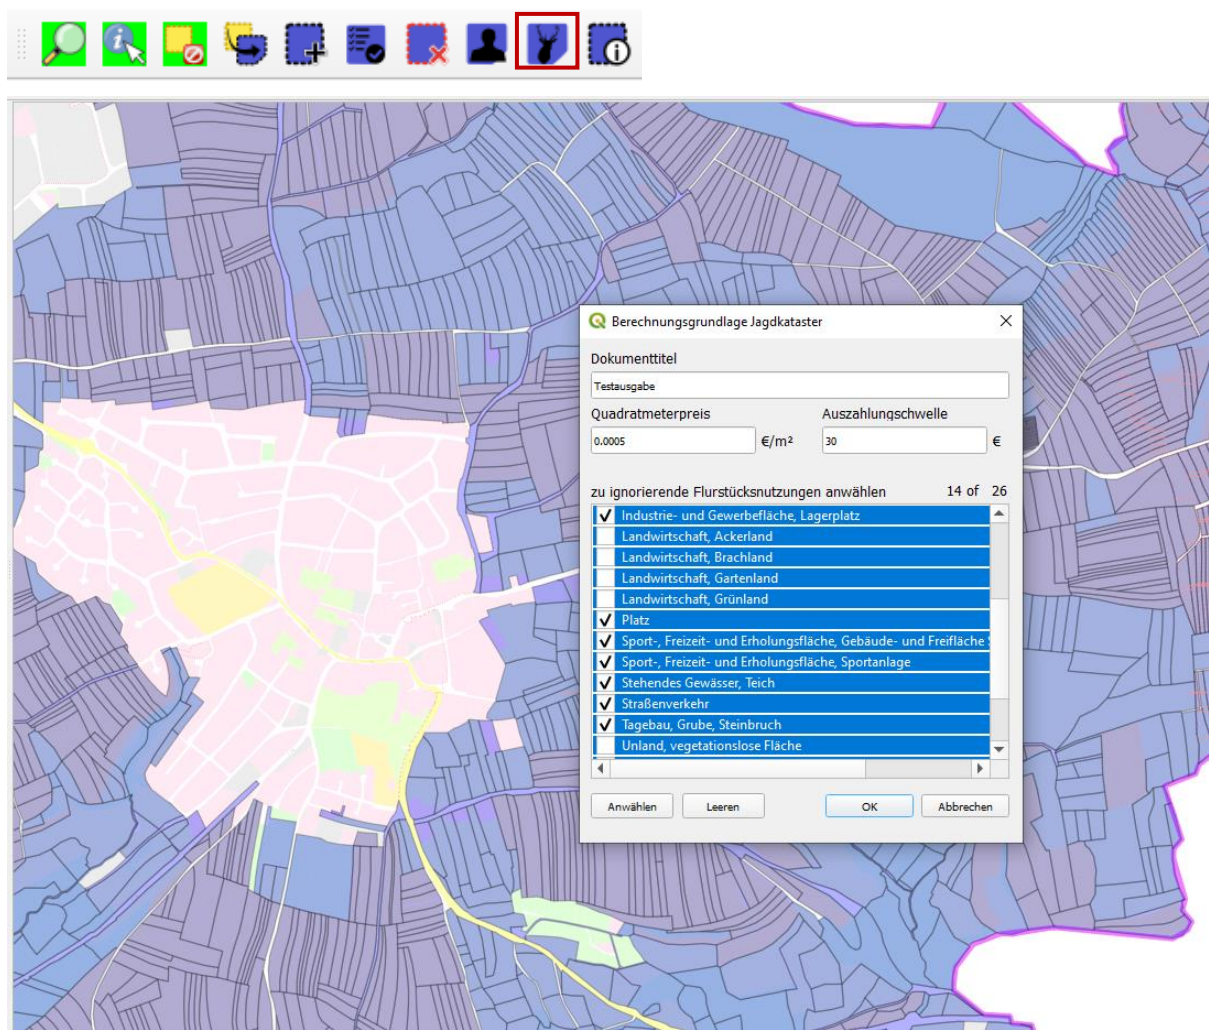 Berechnungsgrundlage Jagdkataster
Dokumenttitel
Testausgabe
Quadratmeterpreis Auszahlungschwelle
0.0005 €/m² 30 €
zu ignorierende Flurstücksnutzungen anwählen 14 of 26
Industrie- und Gewerbefläche, Lagerplatz
Landwirtschaft, Ackerland
Landwirtschaft, Brachland
Landwirtschaft, Gartenland
Landwirtschaft, Grünland
Platz
Sport-, Freizeit- und Erholungsfläche, Gebäude- und Freifläche
Sport-, Freizeit- und Erholungsfläche, Sportanlage
Stehendes Gewässer, Teich
Straßenverkehr
Tagebau, Grube, Steinbruch
Unland, vegetationslose Fläche
Anwählen Leeren OK Abbrechen